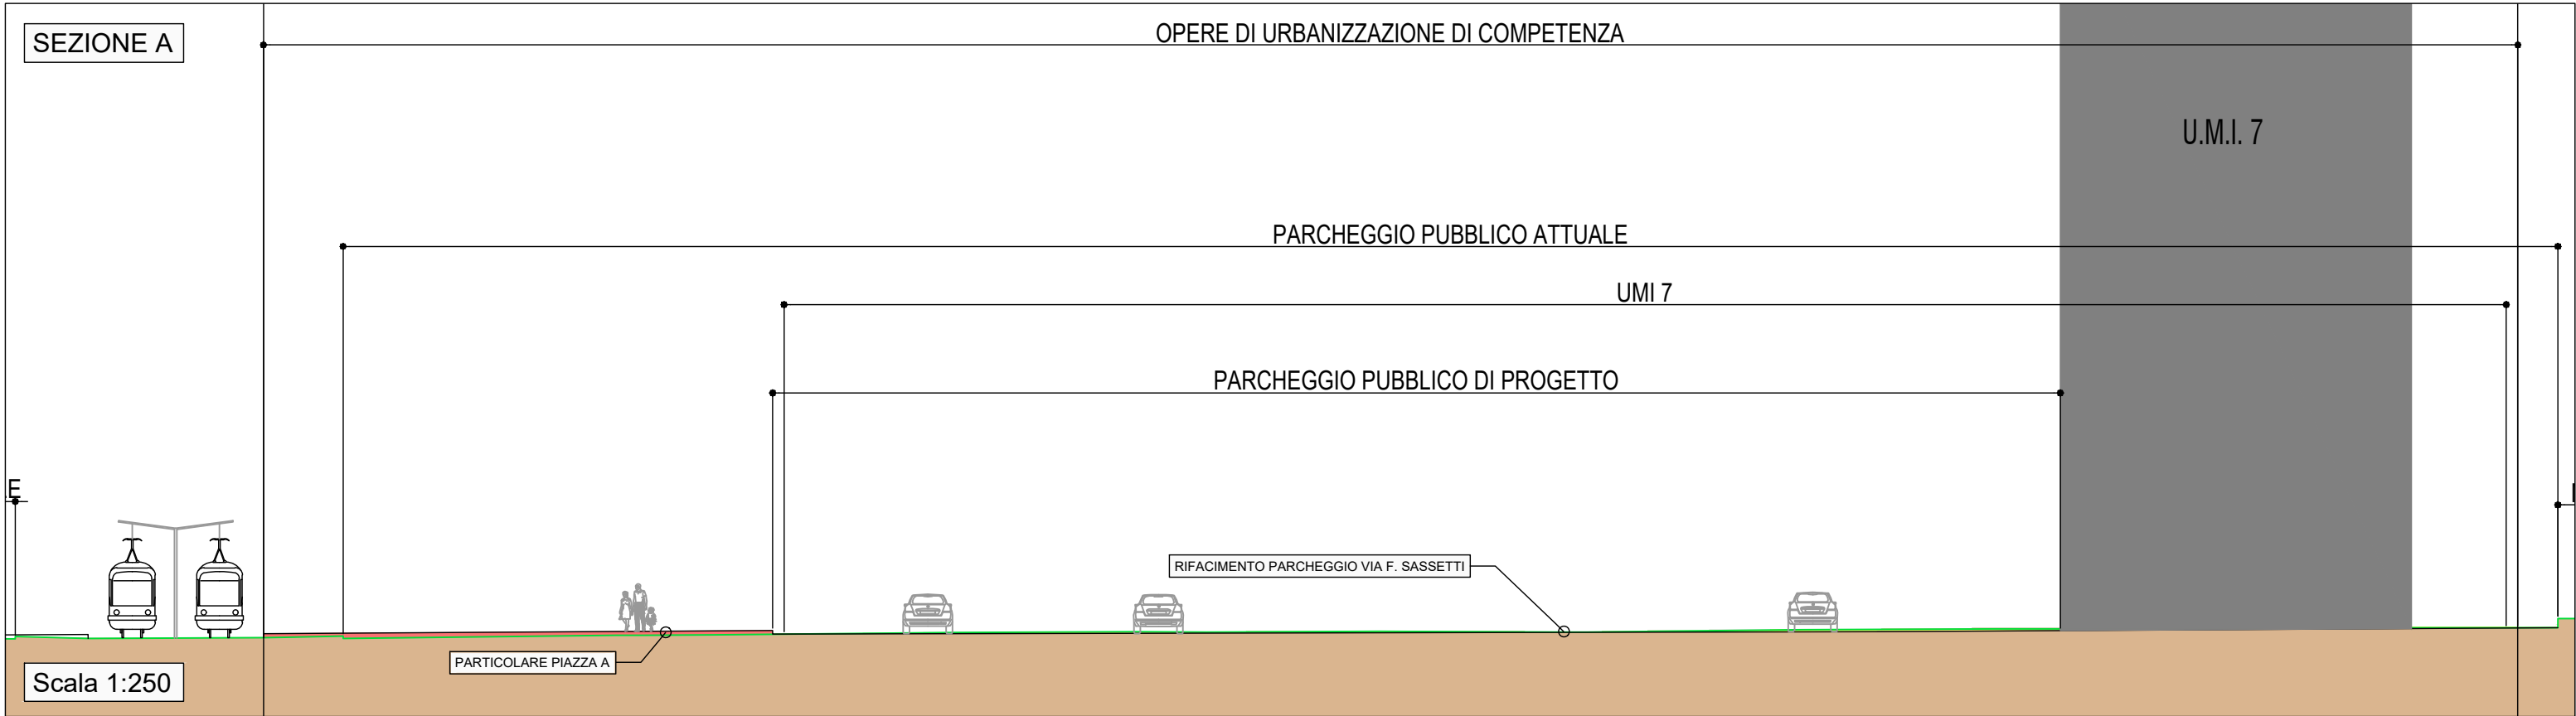 SEZIONE A
OPERE DI URBANIZZAZIONE DI COMPETENZA
U.M.I. 7
PARCHEGGIO PUBBLICO ATTUALE
UMI 7
PARCHEGGIO PUBBLICO DI PROGETTO
E
RIFACIMENTO PARCHEGGIO VIA F. SASSETTI
PARTICOLARE PIAZZA A
Scala 1:250